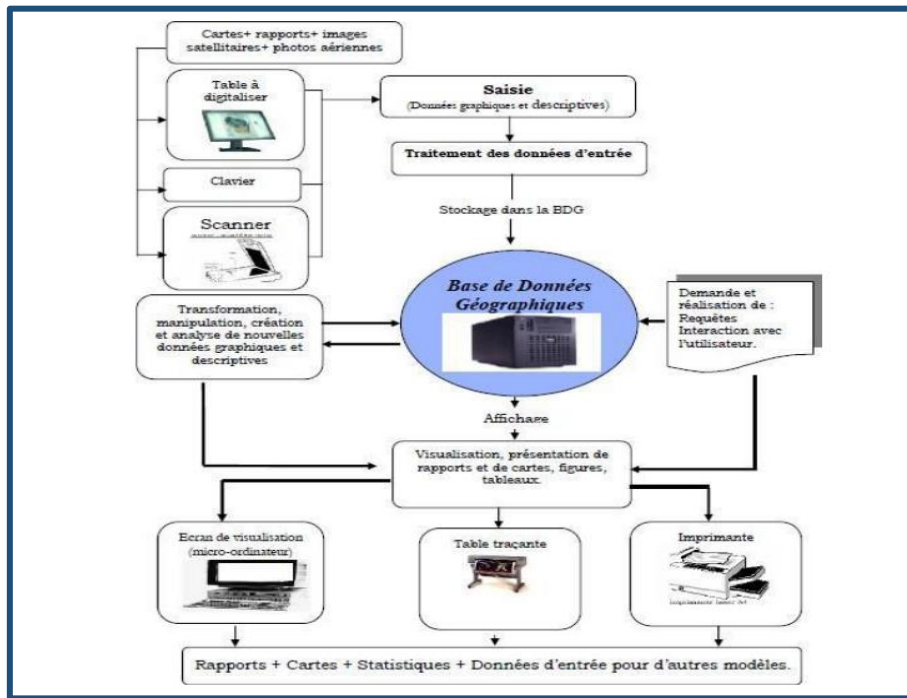 Cartes+ rapports+ images
satellitaires+ photos aériennes
Table à
digitaliser
Saisie
(Données graphiques et descriptives)
Traitement des données d'entrée
Clavier
Stockage dans la BDG
Scanner
Base de Données
Géographiques
Transformation,
manipulation, création
et analyse de nouvelles
données graphiques et
descriptives
Demande et
réalisation de :
Requêtes
Interaction avec
l'utilisateur.
Affichage
Visualisation, présentation de
rapports et de cartes, figures,
tableaux.
Ecran de visualisation
(micro-ordinateur)
Table traçante
Imprimante
Rapports + Cartes + Statistiques + Données d'entrée pour d'autres modèles.